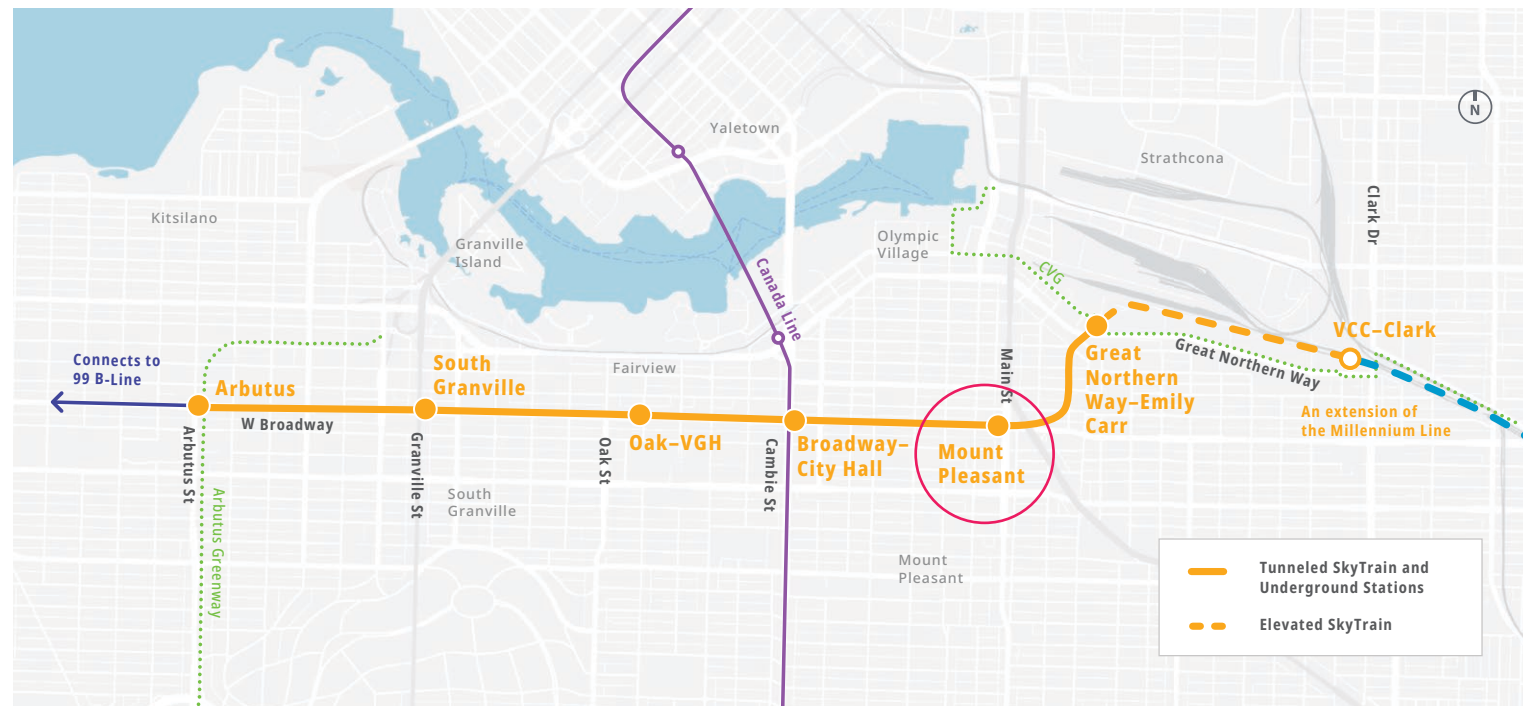 N
Yaletown
Strathcona
Kitsilano
Clark Dr
Granville
Island
Olympic
Village
Canada Line
CVG
VCC–Clark
Connects to
99 B-Line
South
Granville
Fairview
Main St
Great
Northern
Way–Emily
Carr
Great Northern Way
Arbutus
W Broadway
An extension of
the Millennium Line
Arbutus St
Granville St
Oak St
Oak–VGH
Cambie St
Broadway–
City Hall
Mount
Pleasant
South
Granville
Arbutus Greenway
Mount
Pleasant
Tunneled SkyTrain and
Underground Stations
Elevated SkyTrain